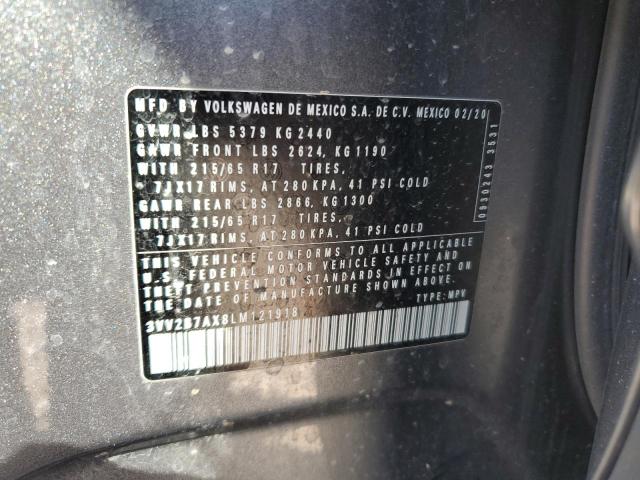 MFD BY VOLKSWAGEN DE MEXICO S.A. DE C.V. MEXICO 02/20
GVWR LBS 5379 KG 2440
GAWR FRONT LBS 2624, KG 1190
WITH 215/65 R17 TIRES,
7JX17 RIMS, AT 280 KPA, 41 PSI COLD
GAWR REAR LBS 2866, KG 1300
WITH 215/65 R17 TIRES,
7JX17 RIMS, AT 280 KPA, 41 PSI COLD
THIS VEHICLE CONFORMS TO ALL APPLICABLE
U.S. FEDERAL MOTOR VEHICLE SAFETY AND
THEFT PREVENTION STANDARDS IN EFFECT ON
THE DATE OF MANUFACTURE SHOWN ABOVE.
3VV2B7AX8LM121918 TYPE: MPV
0930243 3531